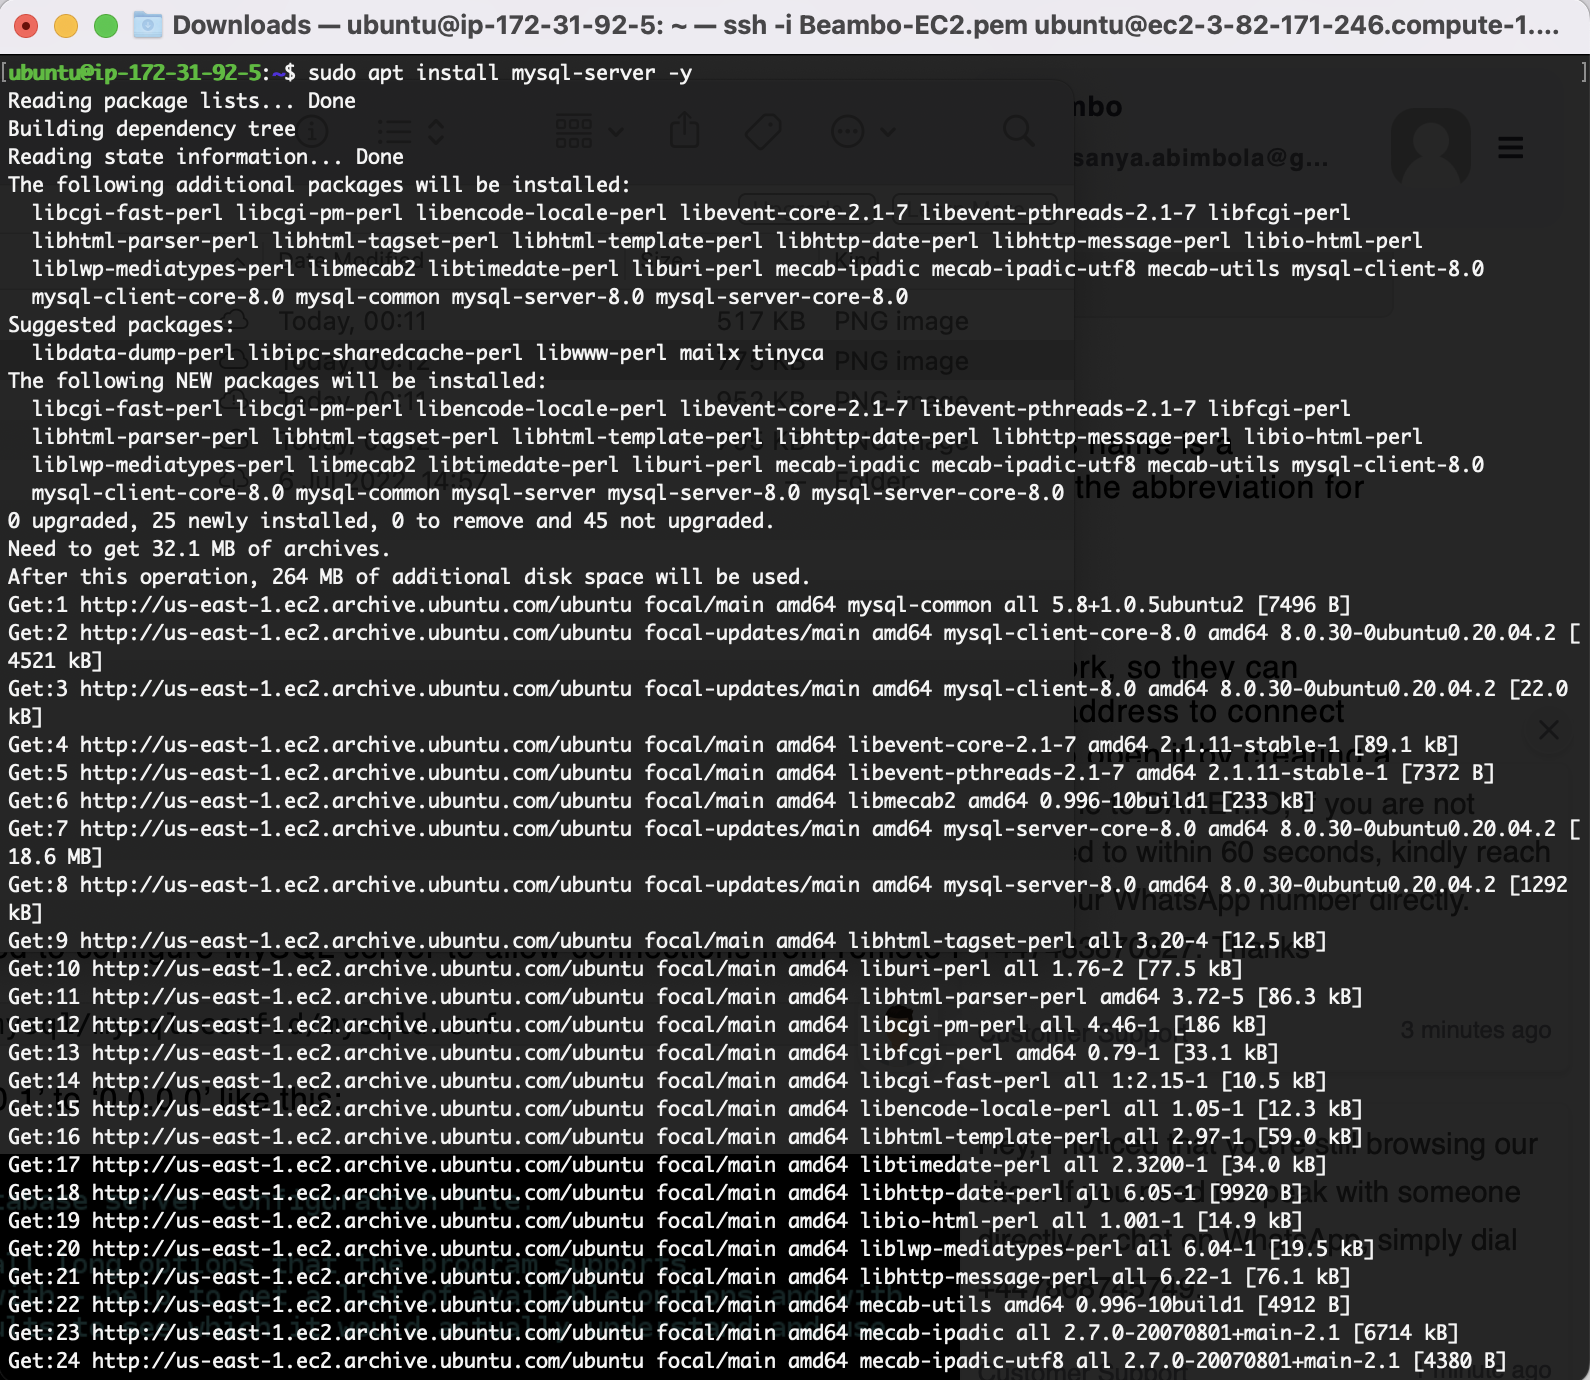 Downloads — ubuntu@ip-172-31-92-5: ~ — ssh -i Beambo-EC2.pem ubuntu@ec2-3-82-171-246.compute-1....
[ubuntu@ip-172-31-92-5:~$ sudo apt install mysql-server -y ]
Reading package lists... Done
Building dependency tree
Reading state information... Done
The following additional packages will be installed:
  libcgi-fast-perl libcgi-pm-perl libencode-locale-perl libevent-core-2.1-7 libevent-pthreads-2.1-7 libfcgi-perl
  libhtml-parser-perl libhtml-tagset-perl libhtml-template-perl libhttp-date-perl libhttp-message-perl libio-html-perl
  liblwp-mediatypes-perl libmecab2 libtimedate-perl liburi-perl mecab-ipadic mecab-ipadic-utf8 mecab-utils mysql-client-8.0
  mysql-client-core-8.0 mysql-common mysql-server-8.0 mysql-server-core-8.0
Suggested packages:
  libdata-dump-perl libipc-sharedcache-perl libwww-perl mailx tinyca
The following NEW packages will be installed:
  libcgi-fast-perl libcgi-pm-perl libencode-locale-perl libevent-core-2.1-7 libevent-pthreads-2.1-7 libfcgi-perl
  libhtml-parser-perl libhtml-tagset-perl libhtml-template-perl libhttp-date-perl libhttp-message-perl libio-html-perl
  liblwp-mediatypes-perl libmecab2 libtimedate-perl liburi-perl mecab-ipadic mecab-ipadic-utf8 mecab-utils mysql-client-8.0
  mysql-client-core-8.0 mysql-common mysql-server mysql-server-8.0 mysql-server-core-8.0
0 upgraded, 25 newly installed, 0 to remove and 45 not upgraded.
Need to get 32.1 MB of archives.
After this operation, 264 MB of additional disk space will be used.
Get:1 http://us-east-1.ec2.archive.ubuntu.com/ubuntu focal/main amd64 mysql-common all 5.8+1.0.5ubuntu2 [7496 B]
Get:2 http://us-east-1.ec2.archive.ubuntu.com/ubuntu focal-updates/main amd64 mysql-client-core-8.0 amd64 8.0.30-0ubuntu0.20.04.2 [
4521 kB]
Get:3 http://us-east-1.ec2.archive.ubuntu.com/ubuntu focal-updates/main amd64 mysql-client-8.0 amd64 8.0.30-0ubuntu0.20.04.2 [22.0
kB]
Get:4 http://us-east-1.ec2.archive.ubuntu.com/ubuntu focal/main amd64 libevent-core-2.1-7 amd64 2.1.11-stable-1 [89.1 kB]
Get:5 http://us-east-1.ec2.archive.ubuntu.com/ubuntu focal/main amd64 libevent-pthreads-2.1-7 amd64 2.1.11-stable-1 [7372 B]
Get:6 http://us-east-1.ec2.archive.ubuntu.com/ubuntu focal/main amd64 libmecab2 amd64 0.996-10build1 [233 kB]
Get:7 http://us-east-1.ec2.archive.ubuntu.com/ubuntu focal-updates/main amd64 mysql-server-core-8.0 amd64 8.0.30-0ubuntu0.20.04.2 [
18.6 MB]
Get:8 http://us-east-1.ec2.archive.ubuntu.com/ubuntu focal-updates/main amd64 mysql-server-8.0 amd64 8.0.30-0ubuntu0.20.04.2 [1292
kB]
Get:9 http://us-east-1.ec2.archive.ubuntu.com/ubuntu focal/main amd64 libhtml-tagset-perl all 3.20-4 [12.5 kB]
Get:10 http://us-east-1.ec2.archive.ubuntu.com/ubuntu focal/main amd64 liburi-perl all 1.76-2 [77.5 kB]
Get:11 http://us-east-1.ec2.archive.ubuntu.com/ubuntu focal/main amd64 libhtml-parser-perl amd64 3.72-5 [86.3 kB]
Get:12 http://us-east-1.ec2.archive.ubuntu.com/ubuntu focal/main amd64 libcgi-pm-perl all 4.46-1 [186 kB]
Get:13 http://us-east-1.ec2.archive.ubuntu.com/ubuntu focal/main amd64 libfcgi-perl amd64 0.79-1 [33.1 kB]
Get:14 http://us-east-1.ec2.archive.ubuntu.com/ubuntu focal/main amd64 libcgi-fast-perl all 1:2.15-1 [10.5 kB]
Get:15 http://us-east-1.ec2.archive.ubuntu.com/ubuntu focal/main amd64 libencode-locale-perl all 1.05-1 [12.3 kB]
Get:16 http://us-east-1.ec2.archive.ubuntu.com/ubuntu focal/main amd64 libhtml-template-perl all 2.97-1 [59.0 kB]
Get:17 http://us-east-1.ec2.archive.ubuntu.com/ubuntu focal/main amd64 libtimedate-perl all 2.3200-1 [34.0 kB]
Get:18 http://us-east-1.ec2.archive.ubuntu.com/ubuntu focal/main amd64 libhttp-date-perl all 6.05-1 [9920 B]
Get:19 http://us-east-1.ec2.archive.ubuntu.com/ubuntu focal/main amd64 libio-html-perl all 1.001-1 [14.9 kB]
Get:20 http://us-east-1.ec2.archive.ubuntu.com/ubuntu focal/main amd64 liblwp-mediatypes-perl all 6.04-1 [19.5 kB]
Get:21 http://us-east-1.ec2.archive.ubuntu.com/ubuntu focal/main amd64 libhttp-message-perl all 6.22-1 [76.1 kB]
Get:22 http://us-east-1.ec2.archive.ubuntu.com/ubuntu focal/main amd64 mecab-utils amd64 0.996-10build1 [4912 B]
Get:23 http://us-east-1.ec2.archive.ubuntu.com/ubuntu focal/main amd64 mecab-ipadic all 2.7.0-20070801+main-2.1 [6714 kB]
Get:24 http://us-east-1.ec2.archive.ubuntu.com/ubuntu focal/main amd64 mecab-ipadic-utf8 all 2.7.0-20070801+main-2.1 [4380 B]